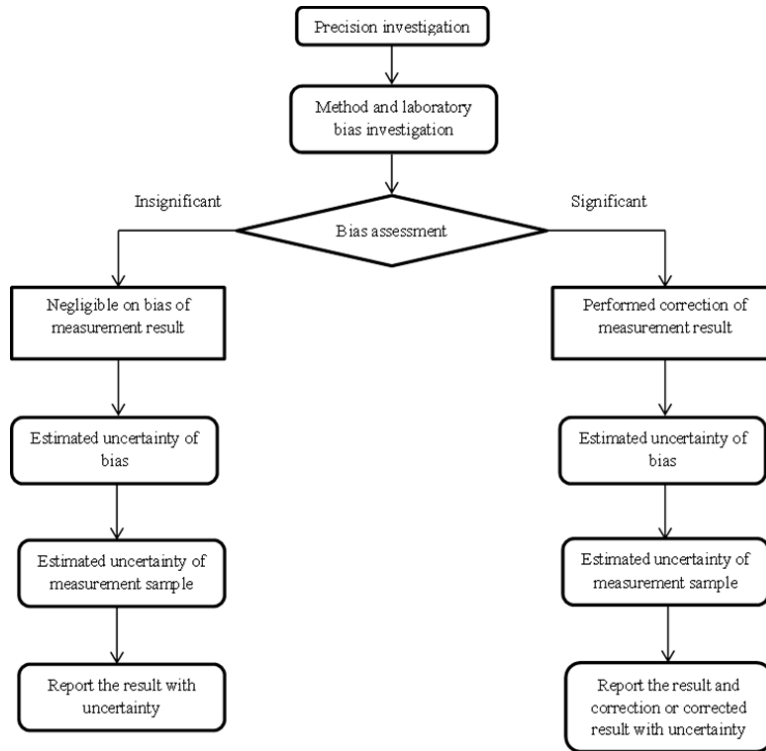 Precision investigation
Method and laboratory
bias investigation
Insignificant
Significant
Bias assessment
Negligible on bias of
measurement result
Performed correction of
measurement result
Estimated uncertainty of
bias
Estimated uncertainty of
bias
Estimated uncertainty of
measurement sample
Estimated uncertainty of
measurement sample
Report the result with
uncertainty
Report the result and
correction or corrected
result with uncertainty